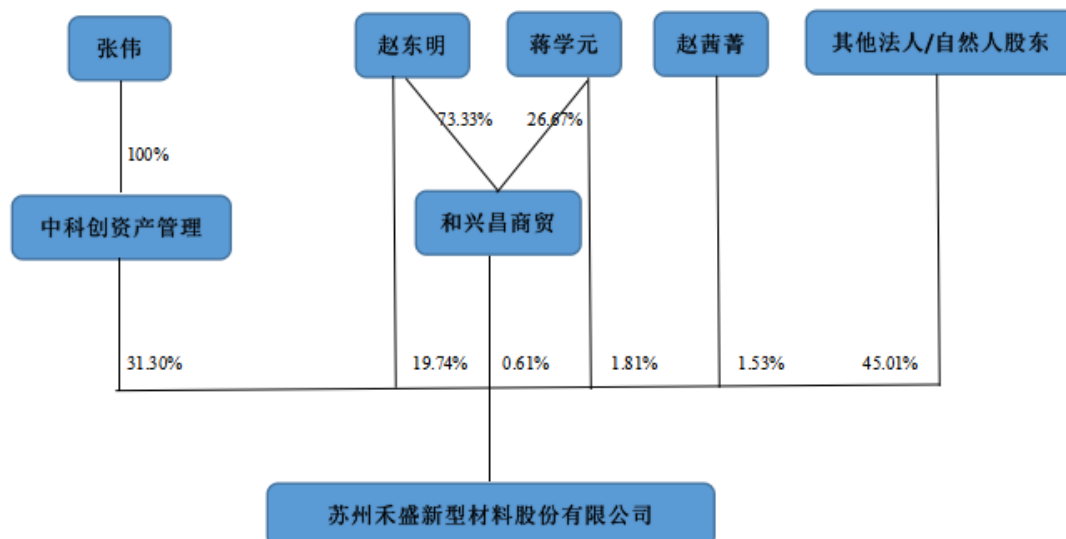 张伟
赵东明
蒋学元
赵茜菁
其他法人/自然人股东
73.33%
26.67%
100%
中科创资产管理
和兴昌商贸
31.30%
19.74%
0.61%
1.81%
1.53%
45.01%
苏州禾盛新型材料股份有限公司